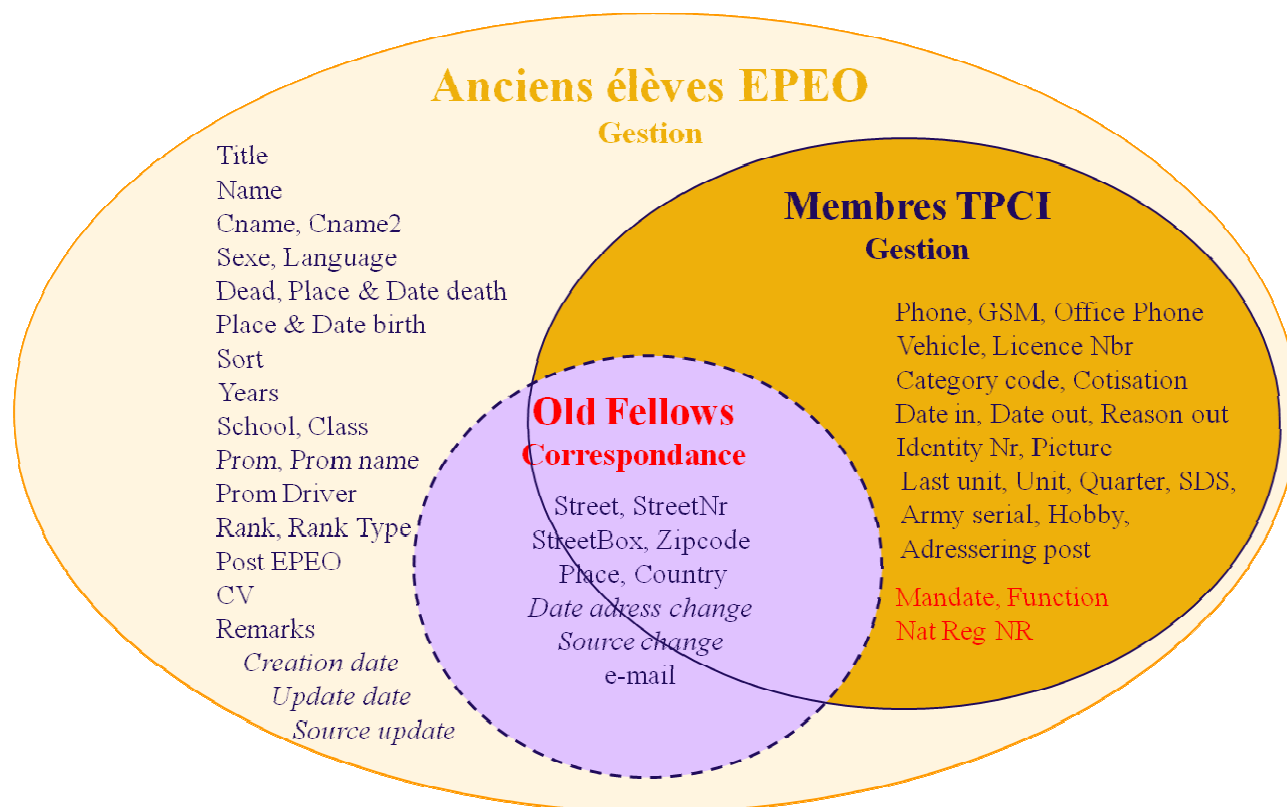 Anciens élèves EPEO
Gestion
Title
Name
Cname, Cname2
Sexe, Language
Dead, Place & Date death
Place & Date birth
Sort
Years
School, Class
Prom, Prom name
Prom Driver
Rank, Rank Type
Post EPEO
CV
Remarks
Creation date
Update date
Source update
Membres TPCI
Gestion
Phone, GSM, Office Phone
Vehicle, Licence Nbr
Category code, Cotisation
Date in, Date out, Reason out
Identity Nr, Picture
Last unit, Unit, Quarter, SDS,
Army serial, Hobby,
Adressering post
Mandate, Function
Nat Reg NR
Old Fellows
Correspondance
Street, StreetNr
StreetBox, Zipcode
Place, Country
Date adress change
Source change
e-mail